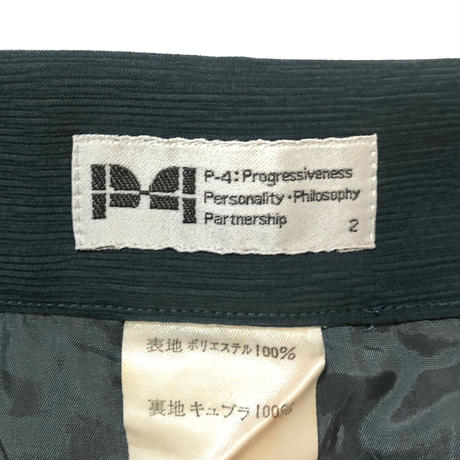 P-4
P-4: Progressiveness
Personality・Philosophy
Partnership 2
表地 ポリエステル100%
裏地 キュプラ100%